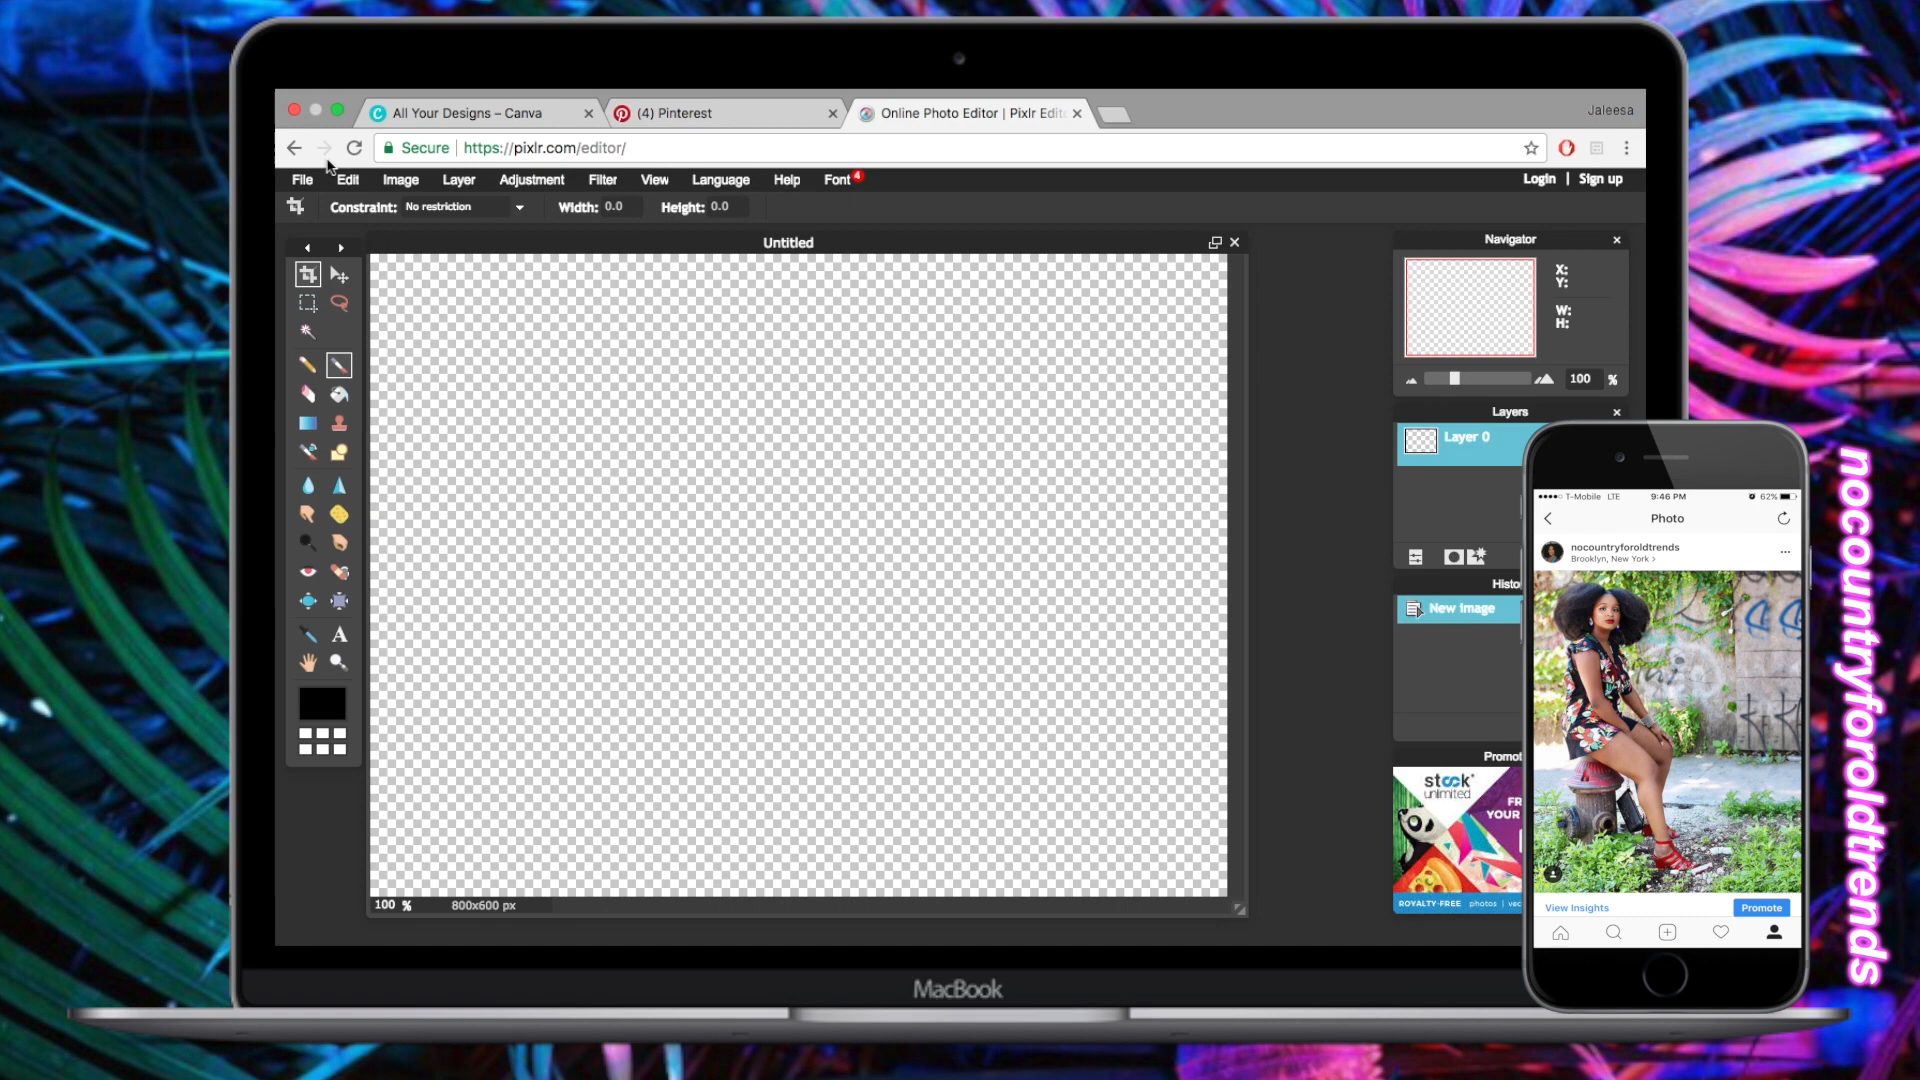 All Your Designs – Canva
(4) Pinterest
Online Photo Editor | Pixlr Edit
Jaleesa
Secure
https://pixlr.com/editor/
File Edit Image Layer Adjustment Filter View Language Help Font 4
Login | Sign up
Constraint: No restriction Width: 0.0 Height: 0.0
Untitled
A
100 % 800x600 px
Navigator
X:
Y:
W:
H:
100 %
Layers
Layer 0
New image
stock
unlimited
YOUR
ROYALTY-FREE photos |
MacBook
T-Mobile LTE 9:46 PM 62%
Photo
nocountryforoldtrends
Brooklyn, New York >
View Insights
Promote
nocountryforoldtrends